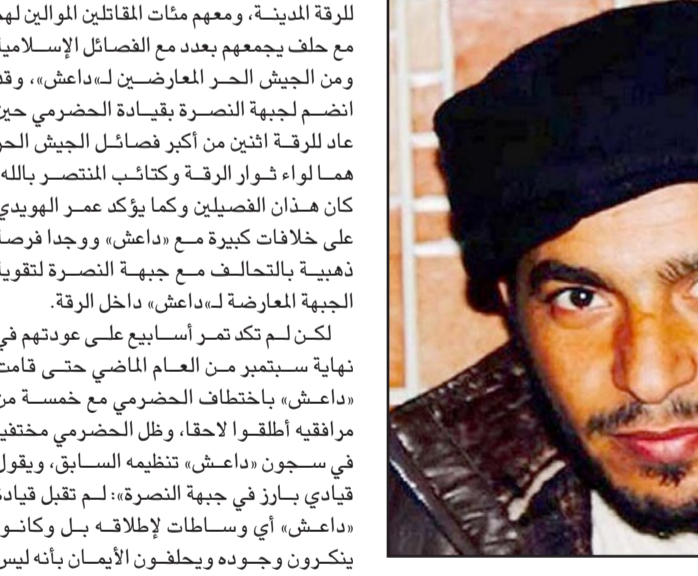 للرقة المدينة، ومعهم مئات المقاتلين الموالين لهم
مع حلف يجمعهم بعدد مع الفصائل الإسلامية
ومن الجيش الحر المعارضين لـ»داعش»، وقد
انضم لجبهة النصرة بقيادة الحضرمي حين
عاد للرقة اثنين من أكبر فصائل الجيش الحر
هما لواء ثوار الرقة وكتائب المنتصر بالله،
كان هذان الفصيلين وكما يؤكد عمر الهويدي
على خلافات كبيرة مع «داعش» ووجدا فرصة
ذهبية بالتحالف مع جبهة النصرة لتقوية
الجبهة المعارضة لـ»داعش» داخل الرقة.
لكن لم تكد تمر أسابيع على عودتهم في
نهاية سبتمبر من العام الماضي حتى قامت
«داعش» باختطاف الحضرمي مع خمسة من
مرافقيه أطلقوا لاحقا، وظل الحضرمي مختفيا
في سجون «داعش» تنظيمه السابق، ويقول
قيادي بارز في جبهة النصرة»: لم تقبل قيادة
«داعش» أي وساطات لإطلاقه بل وكانوا
ينكرون وجوده ويحلفون الأيمان بأنه ليس